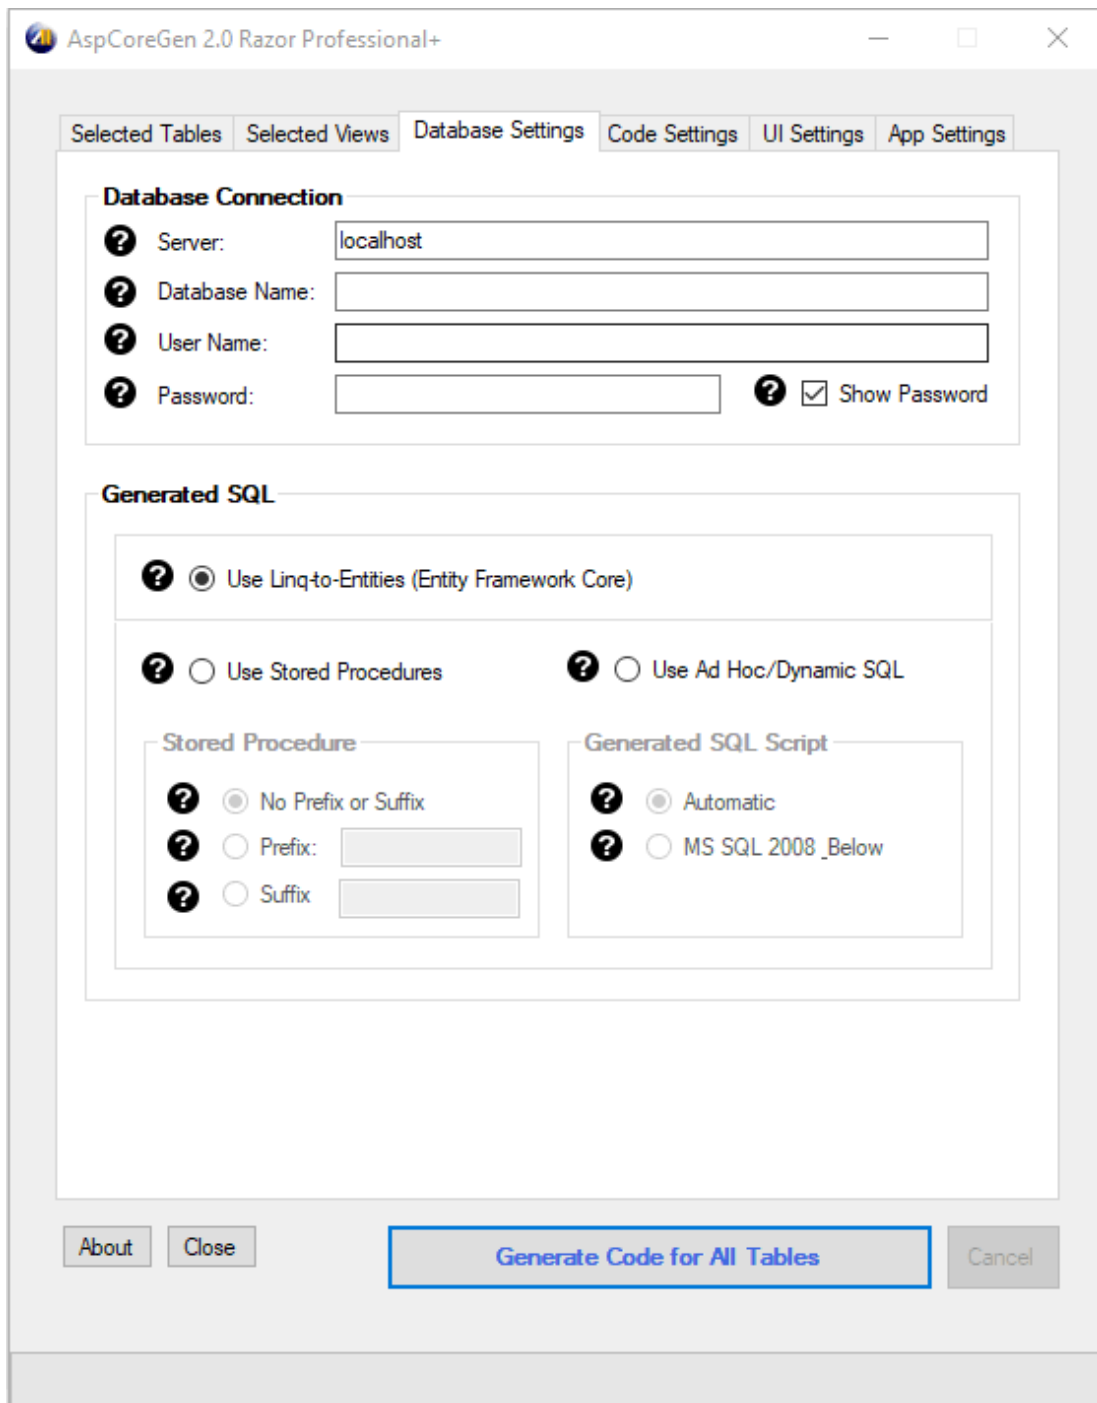 AspCoreGen 2.0 Razor Professional+
Selected Tables Selected Views Database Settings Code Settings UI Settings App Settings
Database Connection
? Server: localhost
? Database Name:
? User Name:
? Password: ? Show Password
Generated SQL
? Use Linq-to-Entities (Entity Framework Core)
? Use Stored Procedures ? Use Ad Hoc/Dynamic SQL
Stored Procedure Generated SQL Script
? No Prefix or Suffix ? Automatic
? Prefix: ? MS SQL 2008 _Below
? Suffix
About Close Generate Code for All Tables Cancel